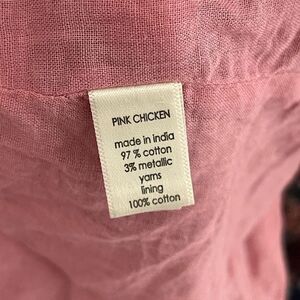 PINK CHICKEN
made in india
97 % cotton
3% metallic
yarns
lining
100% cotton